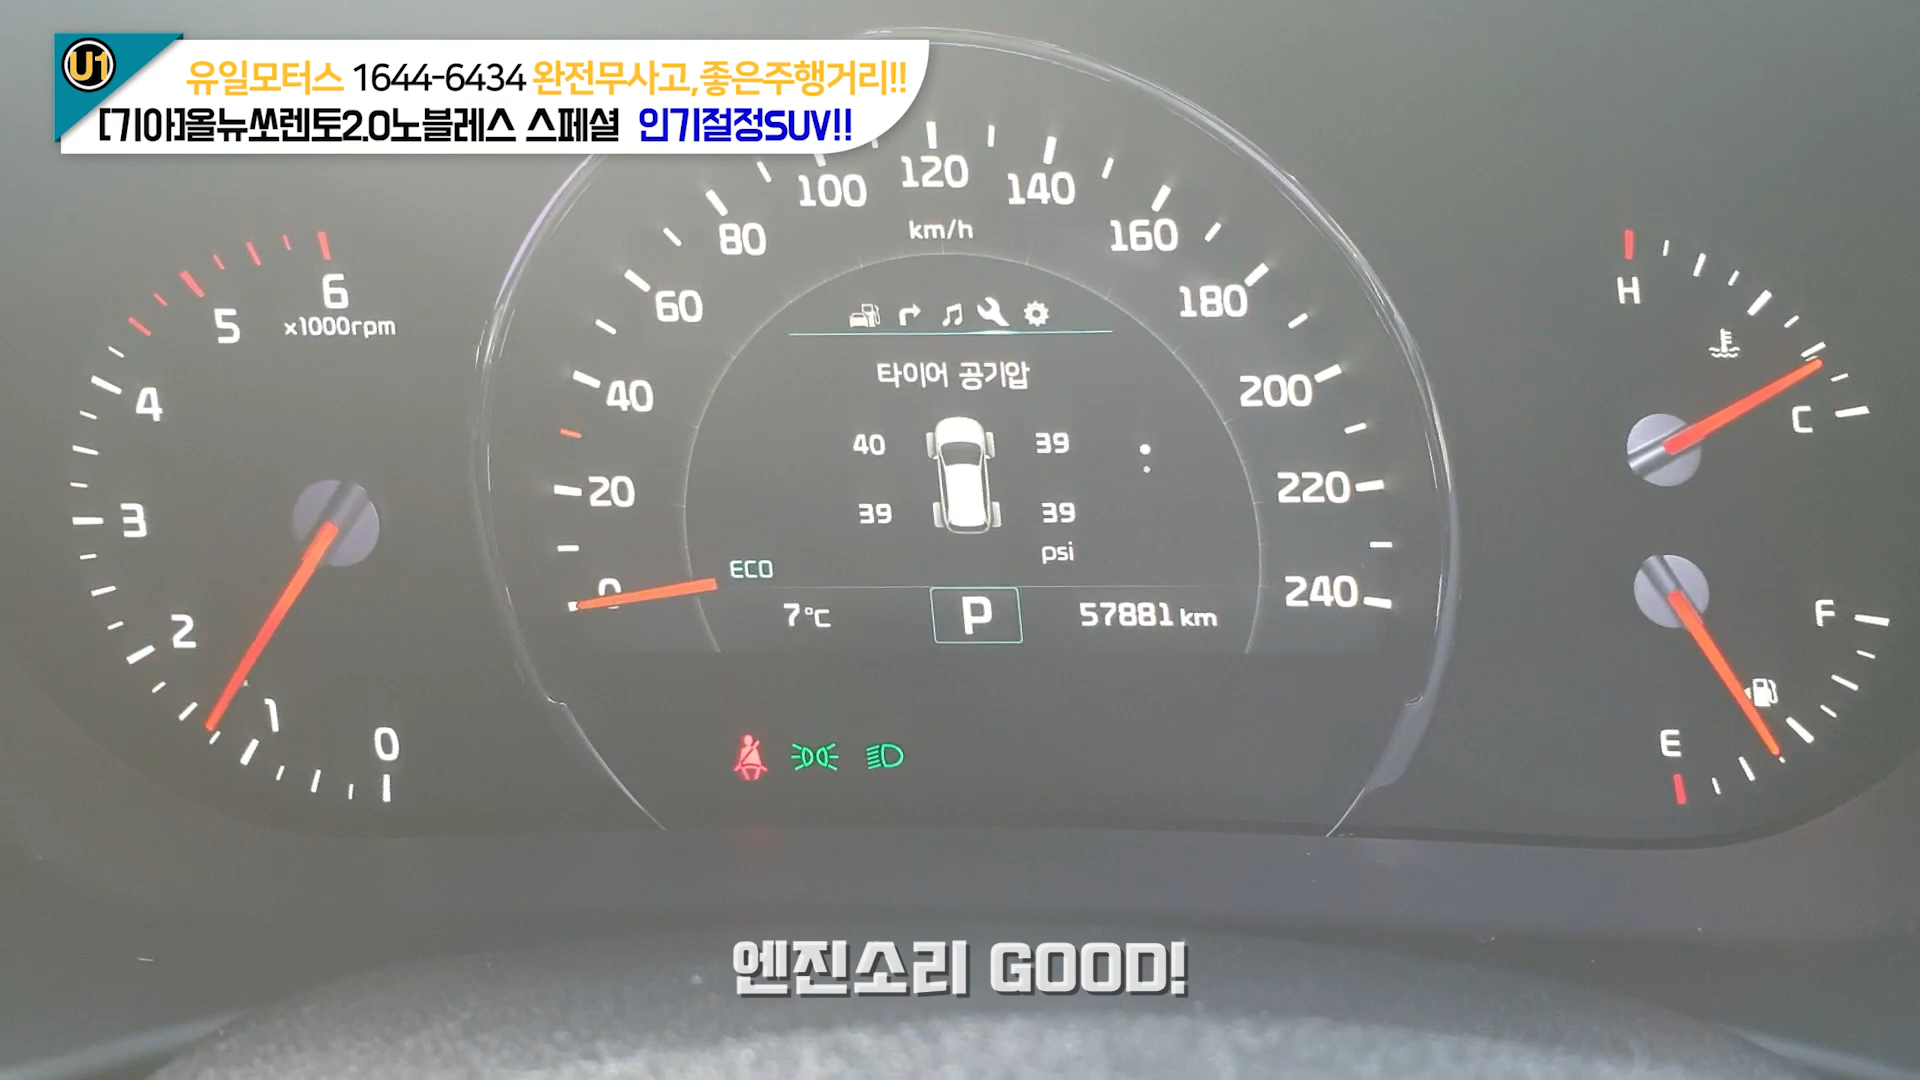 U1
유일모터스 1644-6434 완전무사고,좋은주행거리!!
[기아]올뉴쏘렌토2.0노블레스 스페셜 인기절정SUV!!
0
1
2
3
4
5
6
x1000rpm
0
20
40
60
80
100
120
140
160
180
200
220
240
km/h
타이어 공기압
40 39
39 39
psi
ECO
7°C P 57881 km
H
C
F
E
엔진소리 GOOD!